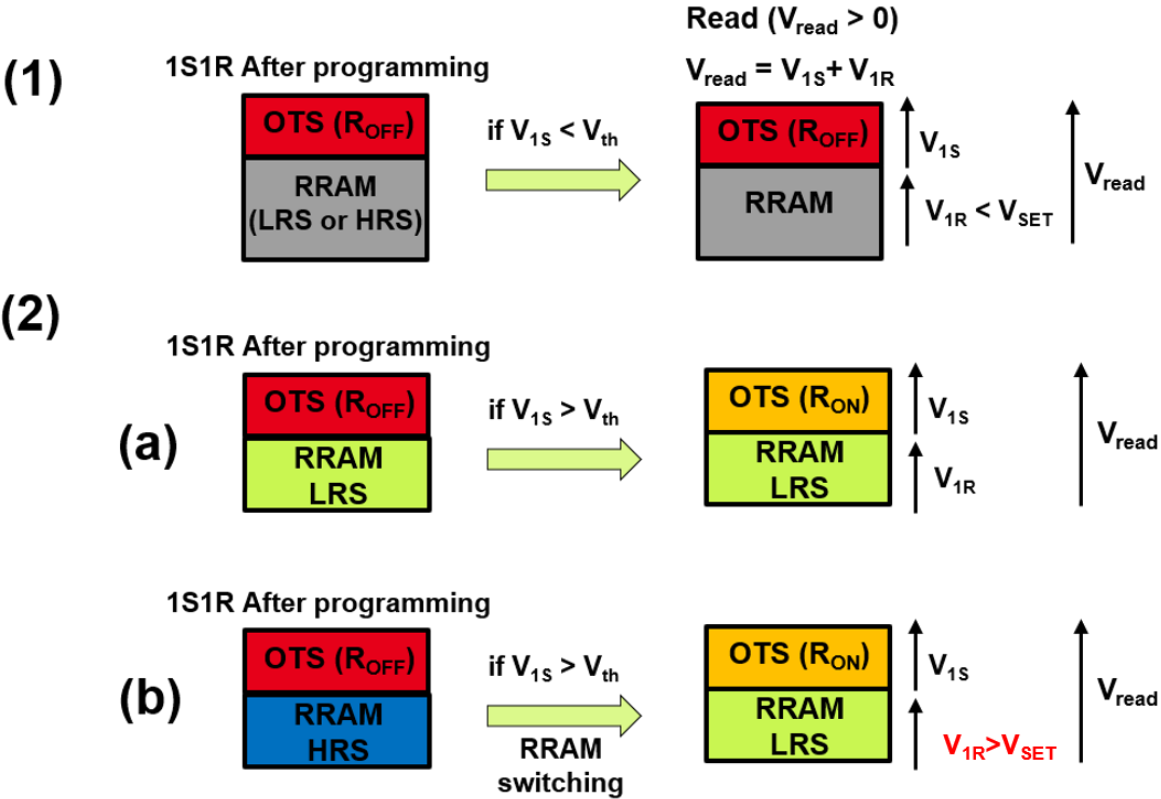 Read (V_read > 0)
(1)
1S1R After programming
V_read = V_1S + V_1R
OTS (R_OFF)
RRAM
(LRS or HRS)
if V_1S < V_th
OTS (R_OFF)
RRAM
V_1S
V_1R < V_SET
V_read
(2)
1S1R After programming
(a)
OTS (R_OFF)
RRAM
LRS
if V_1S > V_th
OTS (R_ON)
RRAM
LRS
V_1S
V_1R
V_read
1S1R After programming
(b)
OTS (R_OFF)
RRAM
HRS
if V_1S > V_th
RRAM
switching
OTS (R_ON)
RRAM
LRS
V_1S
V_1R>V_SET
V_read